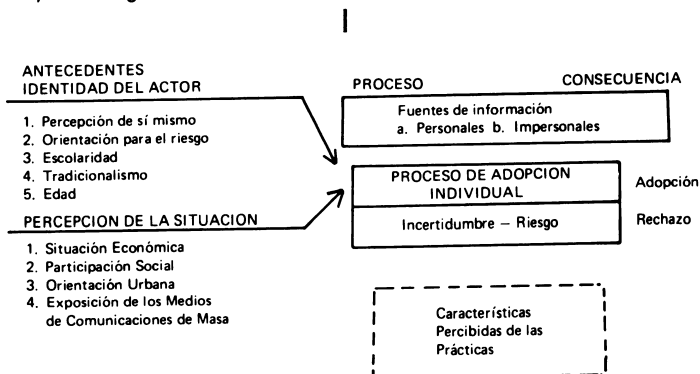 ANTECEDENTES
IDENTIDAD DEL ACTOR
1. Percepción de sí mismo
2. Orientación para el riesgo
3. Escolaridad
4. Tradicionalismo
5. Edad
PERCEPCION DE LA SITUACION
1. Situación Económica
2. Participación Social
3. Orientación Urbana
4. Exposición de los Medios
de Comunicaciones de Masa
PROCESO
CONSECUENCIA
Fuentes de información
a. Personales b. Impersonales
PROCESO DE ADOPCION
INDIVIDUAL
Adopción
Incertidumbre — Riesgo
Rechazo
Características
Percibidas de las
Prácticas